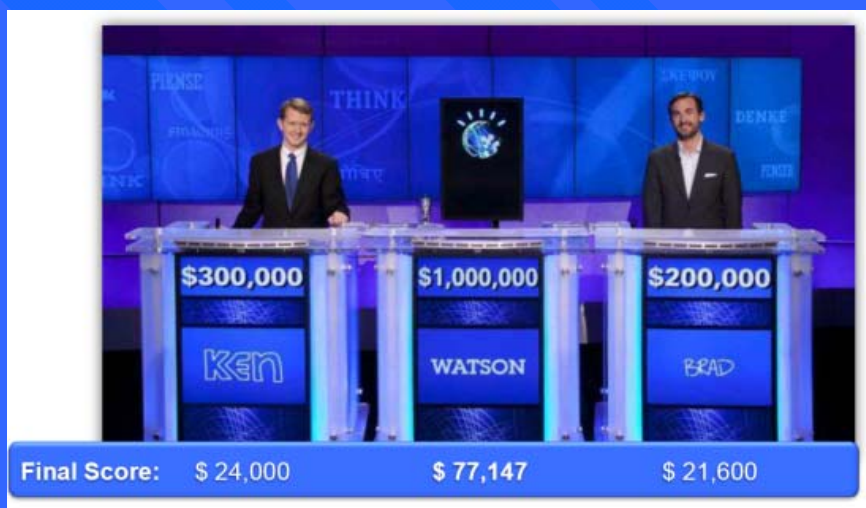 PIENSE
THINK
ΣΚΕΨΟΥ
DENKE
PENSER
$300,000
$1,000,000
$200,000
Ken
WATSON
BRAD
Final Score: $ 24,000 $ 77,147 $ 21,600